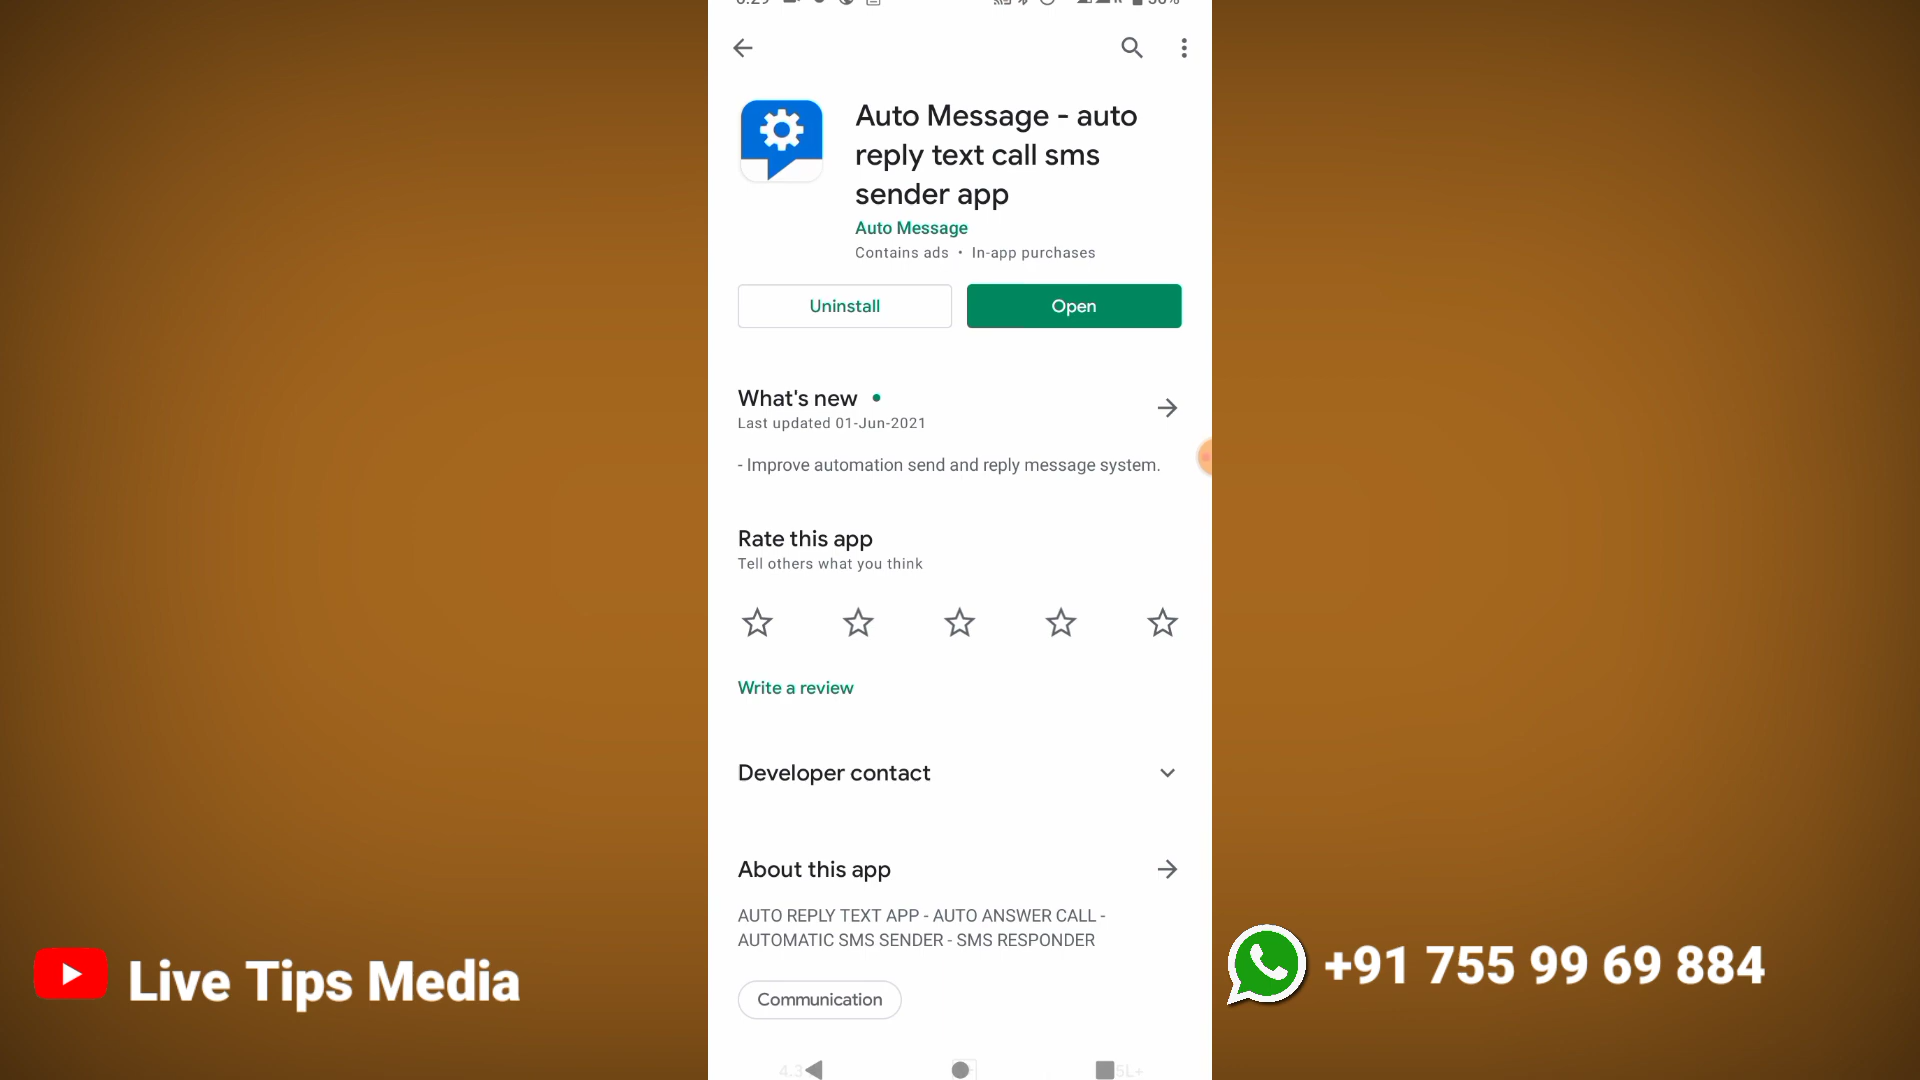 Auto Message - auto
reply text call sms
sender app
Auto Message
Contains ads • In-app purchases
Uninstall
Open
What's new
Last updated 01-Jun-2021
- Improve automation send and reply message system.
Rate this app
Tell others what you think
Write a review
Developer contact
About this app
AUTO REPLY TEXT APP - AUTO ANSWER CALL -
AUTOMATIC SMS SENDER - SMS RESPONDER
Communication
Live Tips Media
+91 755 99 69 884